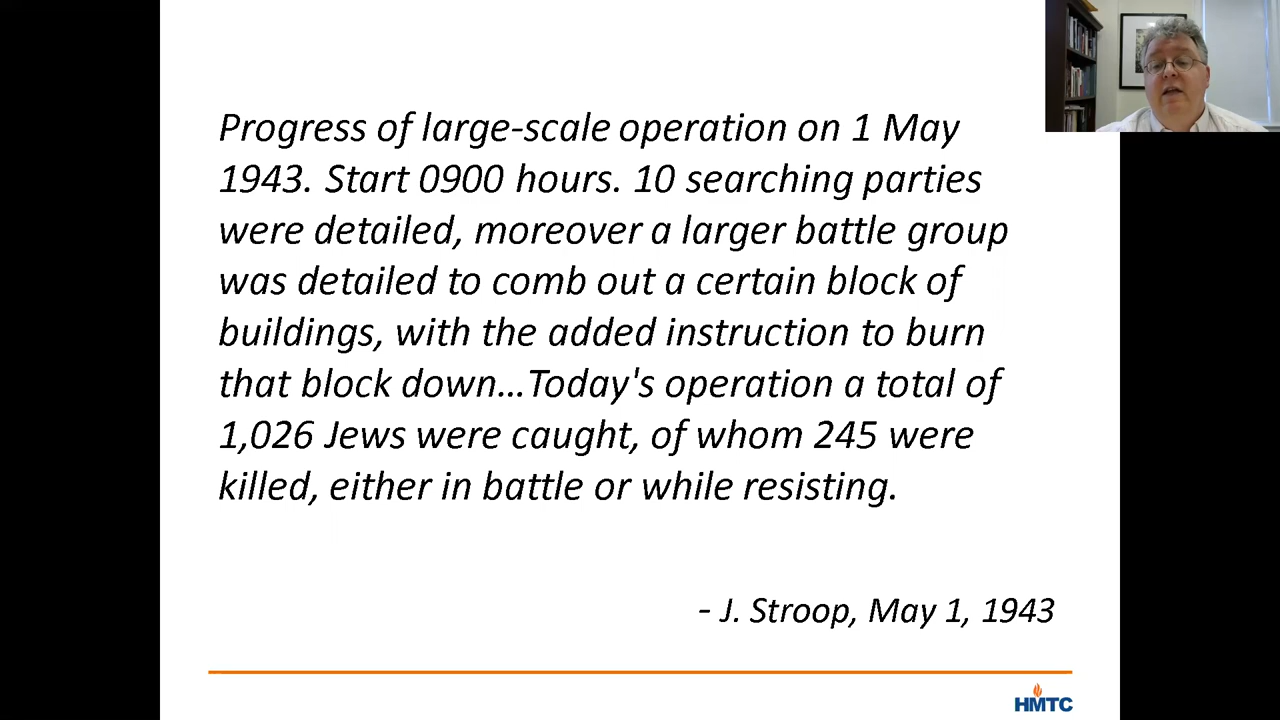 Progress of large-scale operation on 1 May
1943. Start 0900 hours. 10 searching parties
were detailed, moreover a larger battle group
was detailed to comb out a certain block of
buildings, with the added instruction to burn
that block down…Today's operation a total of
1,026 Jews were caught, of whom 245 were
killed, either in battle or while resisting.
- J. Stroop, May 1, 1943
HMTC